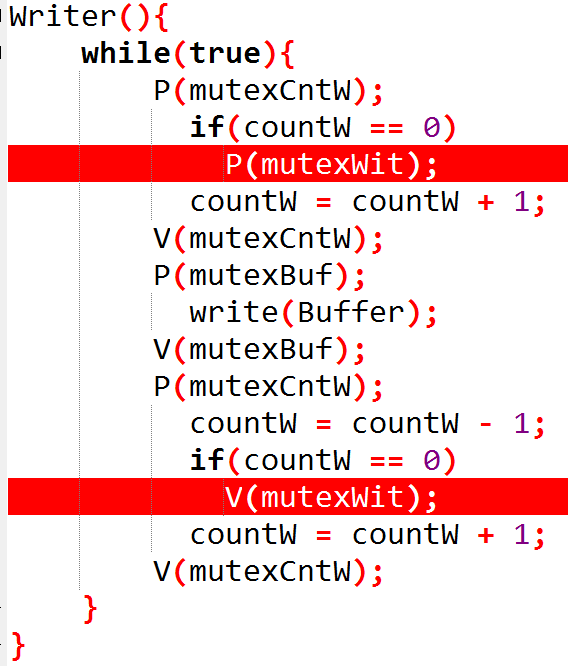 Writer(){
while(true){
P(mutexCntW);
if(countW == 0)
P(mutexWit);
countW = countW + 1;
V(mutexCntW);
P(mutexBuf);
write(Buffer);
V(mutexBuf);
P(mutexCntW);
countW = countW - 1;
if(countW == 0)
V(mutexWit);
countW = countW + 1;
V(mutexCntW);
}
}